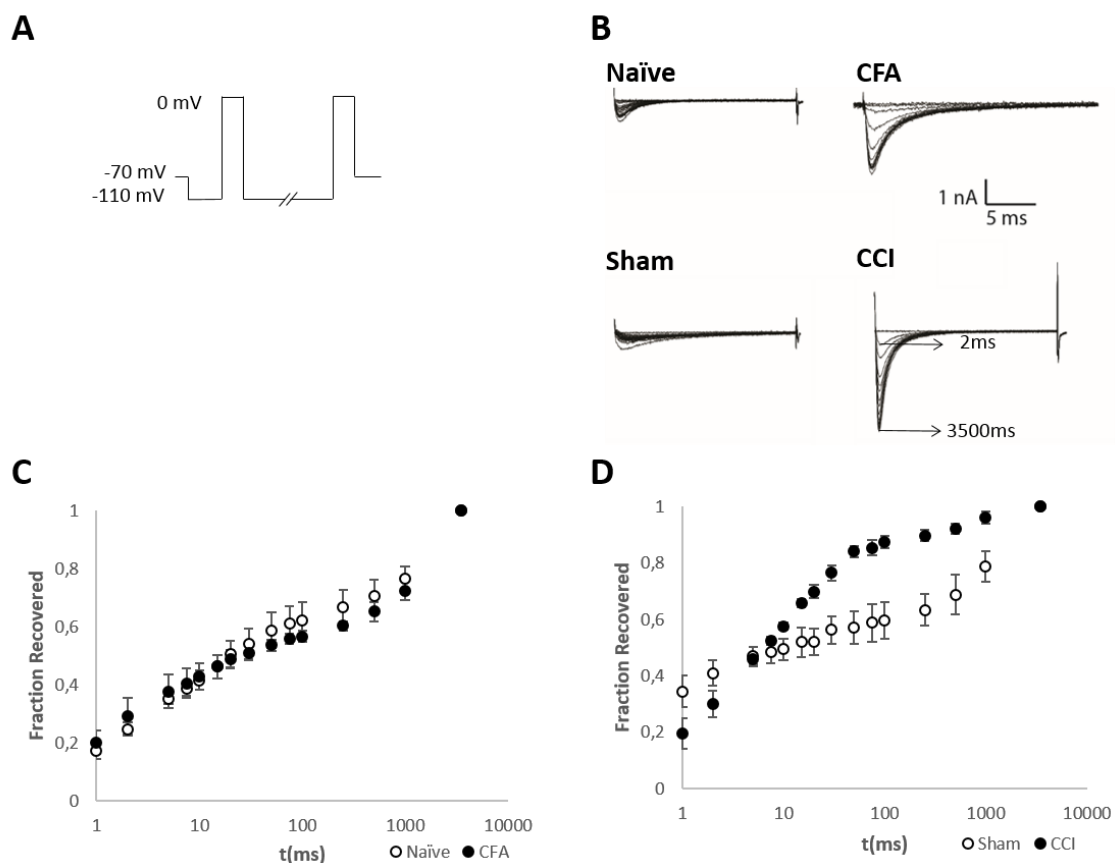 A
0 mV
-70 mV
-110 mV
B
Naïve
CFA
1 nA
5 ms
Sham
CCI
2ms
3500ms
C
Fraction Recovered
1
0,8
0,6
0,4
0,2
0
1 10 100 1000 10000
t(ms)
Naïve CFA
D
Fraction Recovered
1
0,8
0,6
0,4
0,2
0
1 10 100 1000 10000
t(ms)
Sham CCI